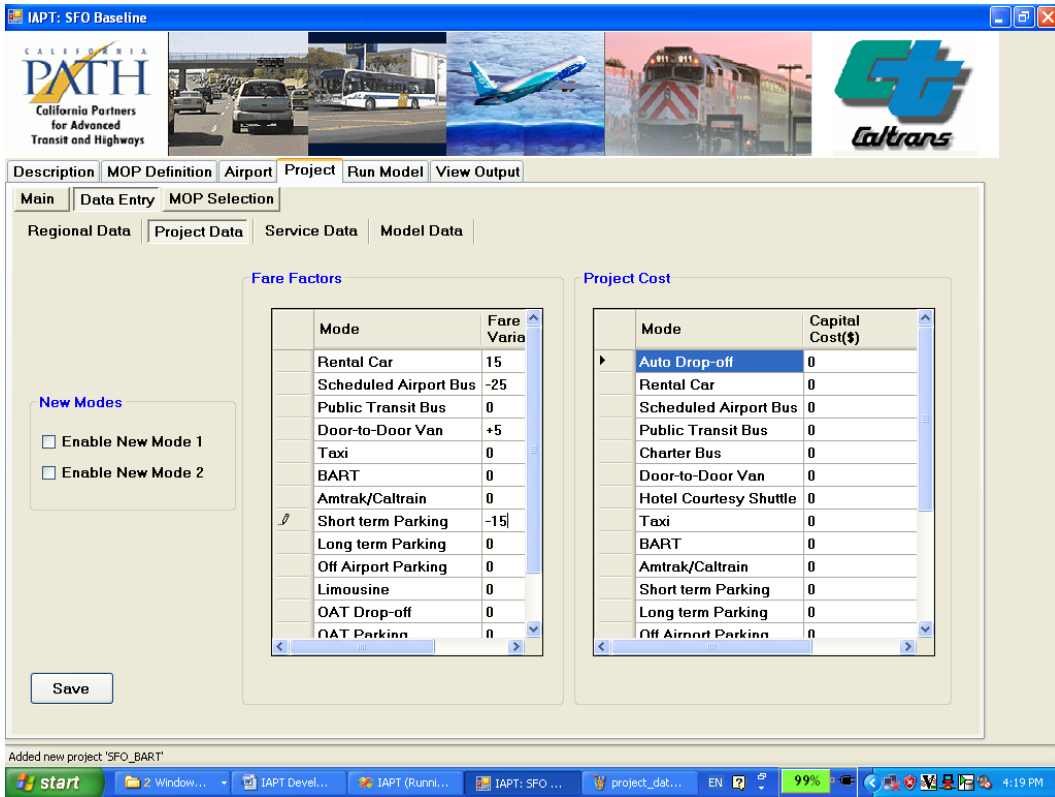 IAPT: SFO Baseline
CALIFORNIA
PATH
California Partners
for Advanced
Transit and Highways
911 911
Caltrans
Description MOP Definition Airport Project Run Model View Output
Main Data Entry MOP Selection
Regional Data Project Data Service Data Model Data
New Modes
Enable New Mode 1
Enable New Mode 2
Save
Fare Factors
Mode Fare Varia
Rental Car 15
Scheduled Airport Bus -25
Public Transit Bus 0
Door-to-Door Van +5
Taxi 0
BART 0
Amtrak/Caltrain 0
Short term Parking -15
Long term Parking 0
Off Airport Parking 0
Limousine 0
OAT Drop-off 0
OAT Parking 0
Project Cost
Mode Capital Cost($)
Auto Drop-off 0
Rental Car 0
Scheduled Airport Bus 0
Public Transit Bus 0
Charter Bus 0
Door-to-Door Van 0
Hotel Courtesy Shuttle 0
Taxi 0
BART 0
Amtrak/Caltrain 0
Short term Parking 0
Long term Parking 0
Off Airport Parking 0
Added new project 'SFO_BART'
start 2 Window... IAPT Devel... IAPT (Runni... IAPT: SFO ... project_dat... EN 99% 4:19 PM